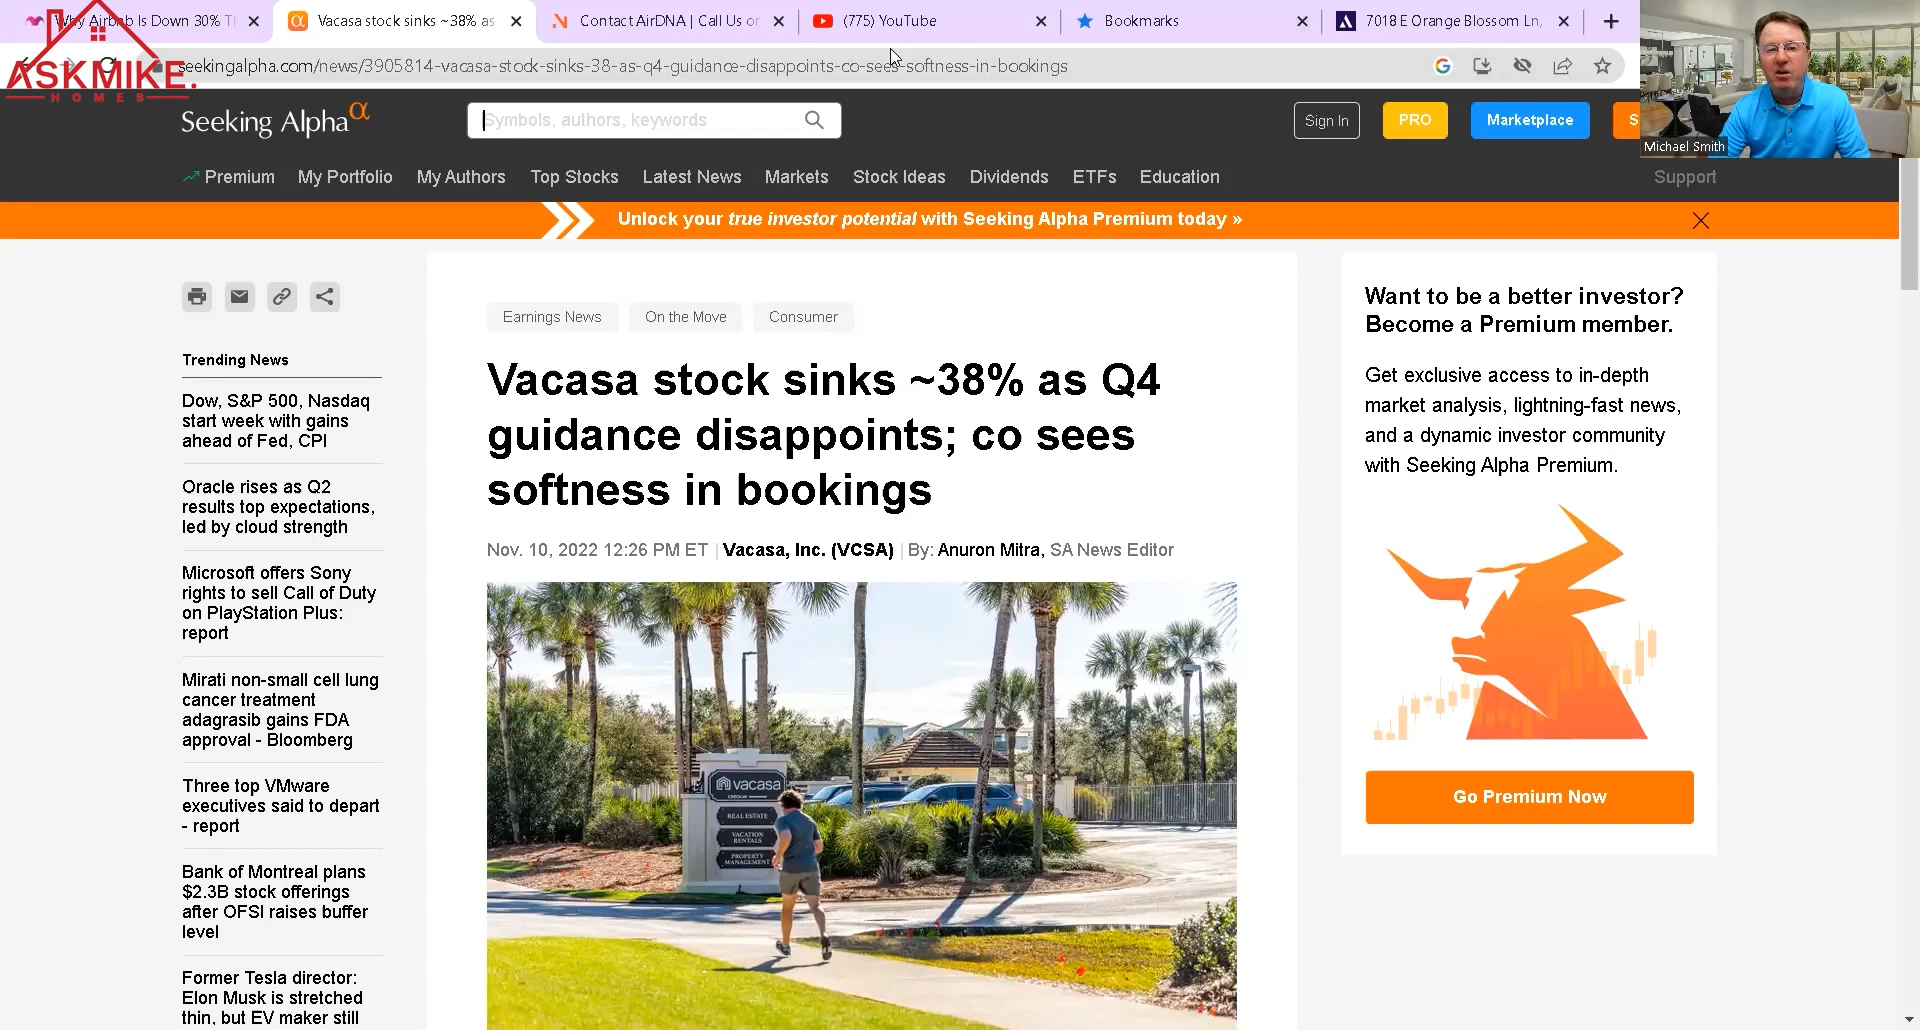 Why Airbnb Is Down 30% Th
Vacasa stock sinks ~38% as
Contact AirDNA | Call Us or
(775) YouTube
Bookmarks
7018 E Orange Blossom Ln,
ASKMIKE.
HOMES
seekingalpha.com/news/3905814-vacasa-stock-sinks-38-as-q4-guidance-disappoints-co-sees-softness-in-bookings
Seeking Alpha α
Symbols, authors, keywords
Sign In
PRO
Marketplace
S
Michael Smith
Premium
My Portfolio
My Authors
Top Stocks
Latest News
Markets
Stock Ideas
Dividends
ETFs
Education
Support
Unlock your true investor potential with Seeking Alpha Premium today »
Trending News
Dow, S&P 500, Nasdaq
start week with gains
ahead of Fed, CPI
Oracle rises as Q2
results top expectations,
led by cloud strength
Microsoft offers Sony
rights to sell Call of Duty
on PlayStation Plus:
report
Mirati non-small cell lung
cancer treatment
adagrasib gains FDA
approval - Bloomberg
Three top VMware
executives said to depart
- report
Bank of Montreal plans
$2.3B stock offerings
after OFSI raises buffer
level
Former Tesla director:
Elon Musk is stretched
thin, but EV maker still
Earnings News
On the Move
Consumer
Vacasa stock sinks ~38% as Q4
guidance disappoints; co sees
softness in bookings
Nov. 10, 2022 12:26 PM ET | Vacasa, Inc. (VCSA) | By: Anuron Mitra, SA News Editor
vacasa
CHECK-IN
REAL ESTATE
VACATION
RENTALS
PROPERTY
MANAGEMENT
Want to be a better investor?
Become a Premium member.
Get exclusive access to in-depth
market analysis, lightning-fast news,
and a dynamic investor community
with Seeking Alpha Premium.
Go Premium Now